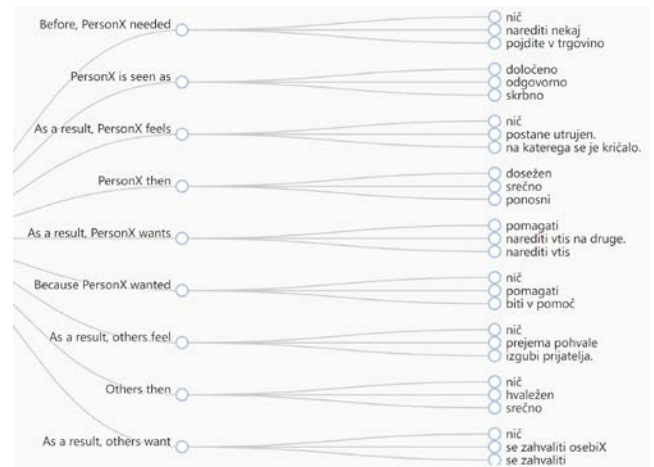 Before, PersonX needed
nič
narediti nekaj
pojdite v trgovino
PersonX is seen as
določeno
odgovorno
skrbno
As a result, PersonX feels
nič
postane utrujen.
na katerega se je kričalo.
PersonX then
dosežen
srečno
ponosni
As a result, PersonX wants
pomagati
narediti vtis na druge.
narediti vtis
Because PersonX wanted
nič
pomagati
biti v pomoč
As a result, others feel
nič
prejema pohvale
izgubi prijatelja.
Others then
nič
hvaležen
srečno
As a result, others want
nič
se zahvaliti osebiX
se zahvaliti